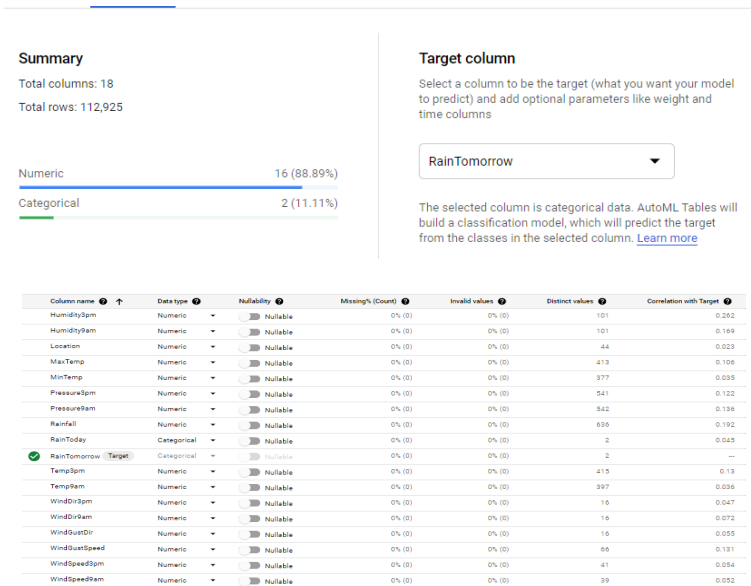 Summary
Total columns: 18
Total rows: 112,925
Numeric 16 (88.89%)
Categorical 2 (11.11%)
Target column
Select a column to be the target (what you want your model
to predict) and add optional parameters like weight and
time columns
RainTomorrow
The selected column is categorical data. AutoML Tables will
build a classification model, which will predict the target
from the classes in the selected column. Learn more
Column name Data type Nullability Missing% (Count) Invalid values Distinct values Correlation with Target
Humidity3pm Numeric Nullable 0% (0) 0% (0) 101 0.262
Humidity9am Numeric Nullable 0% (0) 0% (0) 101 0.169
Location Numeric Nullable 0% (0) 0% (0) 44 0.023
MaxTemp Numeric Nullable 0% (0) 0% (0) 413 0.106
MinTemp Numeric Nullable 0% (0) 0% (0) 377 0.035
Pressure3pm Numeric Nullable 0% (0) 0% (0) 541 0.122
Pressure9am Numeric Nullable 0% (0) 0% (0) 542 0.136
Rainfall Numeric Nullable 0% (0) 0% (0) 636 0.192
RainToday Categorical Nullable 0% (0) 0% (0) 2 0.045
RainTomorrow Target Categorical Nullable 0% (0) 0% (0) 2 —
Temp3pm Numeric Nullable 0% (0) 0% (0) 415 0.13
Temp9am Numeric Nullable 0% (0) 0% (0) 397 0.036
WindDir3pm Numeric Nullable 0% (0) 0% (0) 16 0.047
WindDir9am Numeric Nullable 0% (0) 0% (0) 16 0.072
WindGustDir Numeric Nullable 0% (0) 0% (0) 16 0.055
WindGustSpeed Numeric Nullable 0% (0) 0% (0) 66 0.131
WindSpeed3pm Numeric Nullable 0% (0) 0% (0) 41 0.054
WindSpeed9am Numeric Nullable 0% (0) 0% (0) 39 0.052